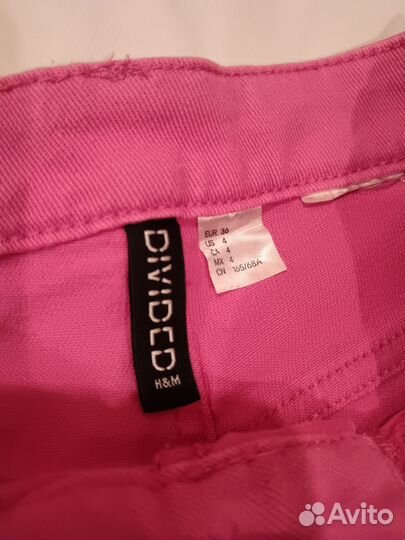 DIVIDED
H&M
EUR 36
US 4
CA 4
MX 4
CN 165/68A
Avito